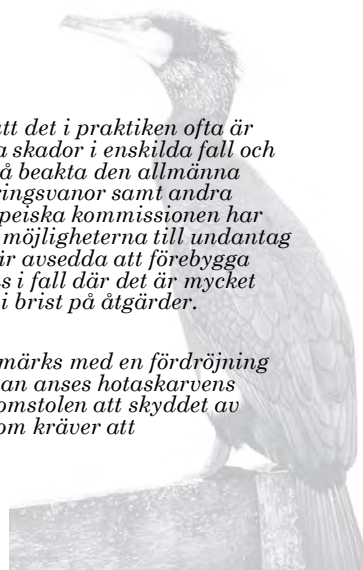 tt det i praktiken ofta är
a skador i enskilda fall och
å beakta den allmänna
ringsvanor samt andra
peiska kommissionen har
möjligheterna till undantag
är avsedda att förebygga
s i fall där det är mycket
i brist på åtgärder.
märks med en fördröjning
an anses hotaskarvens
omstolen att skyddet av
om kräver att